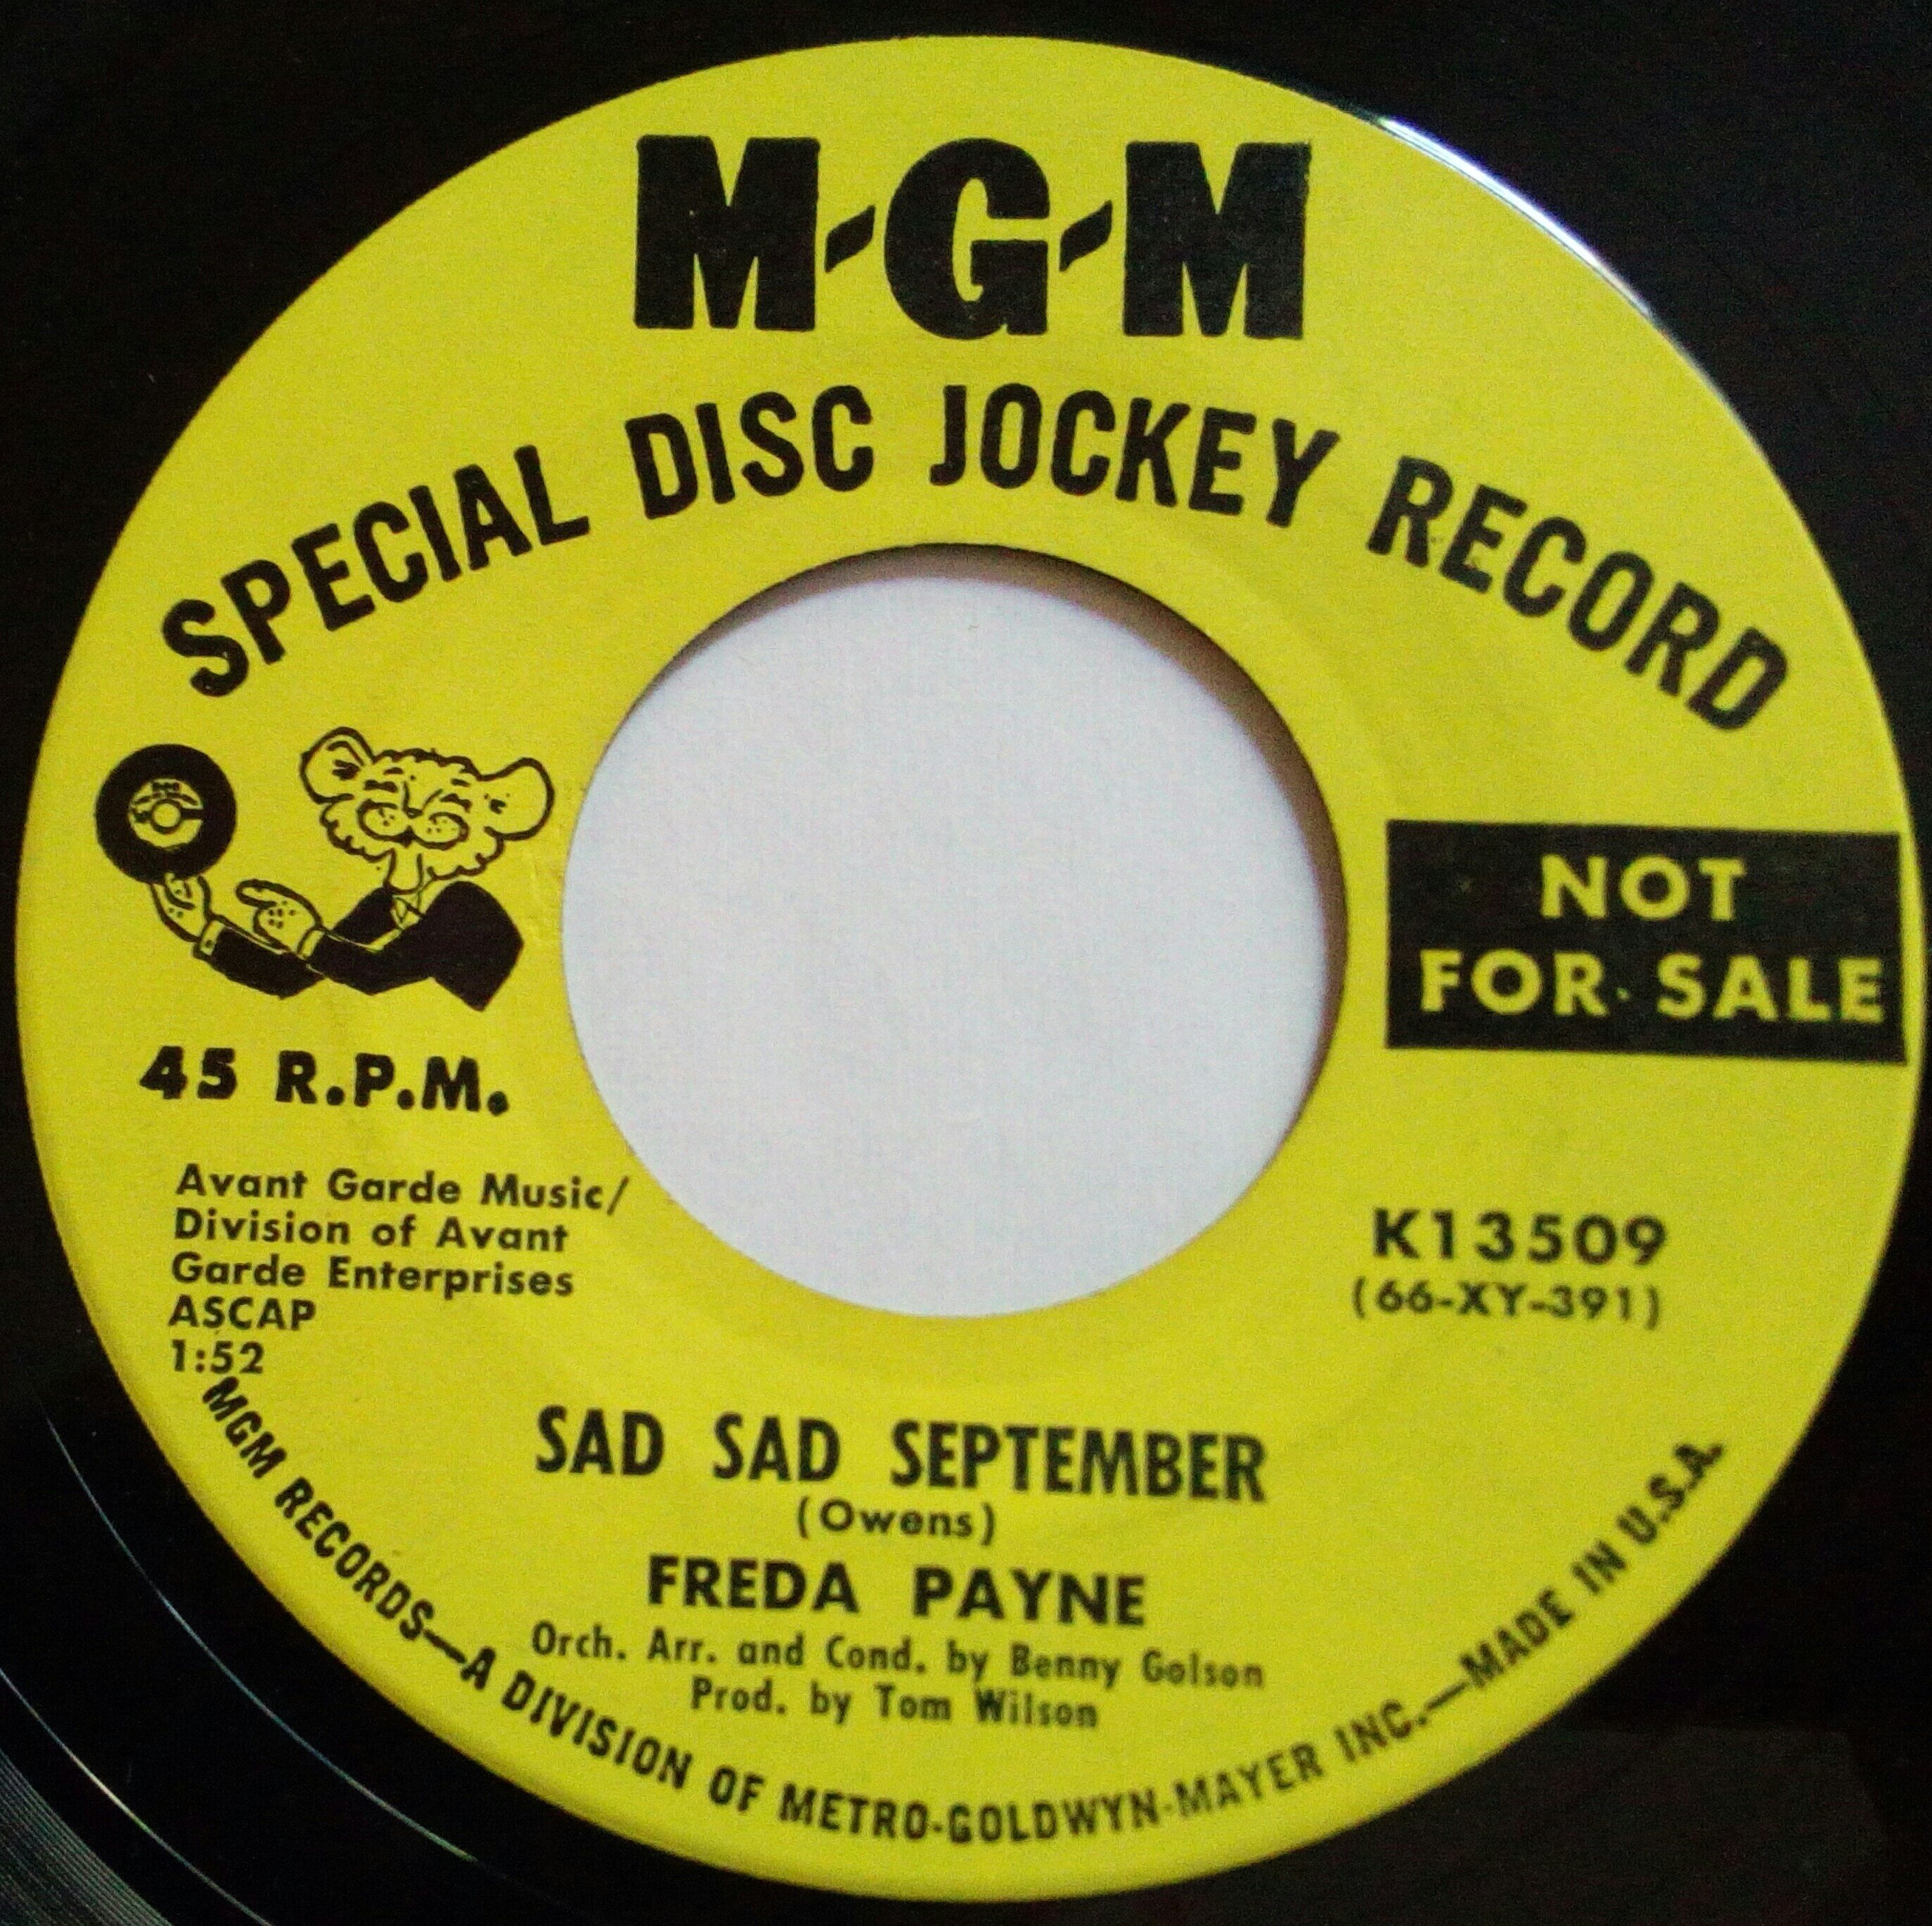 M-G-M
SPECIAL DISC JOCKEY RECORD
NOT
FOR SALE
45 R.P.M.
Avant Garde Music/
Division of Avant
Garde Enterprises
ASCAP
1:52
K13509
(66-XY-391)
SAD SAD SEPTEMBER
(Owens)
FREDA PAYNE
Orch. Arr. and Cond. by Benny Golson
Prod. by Tom Wilson
MGM RECORDS—A DIVISION OF METRO-GOLDWYN-MAYER INC.—MADE IN U.S.A.